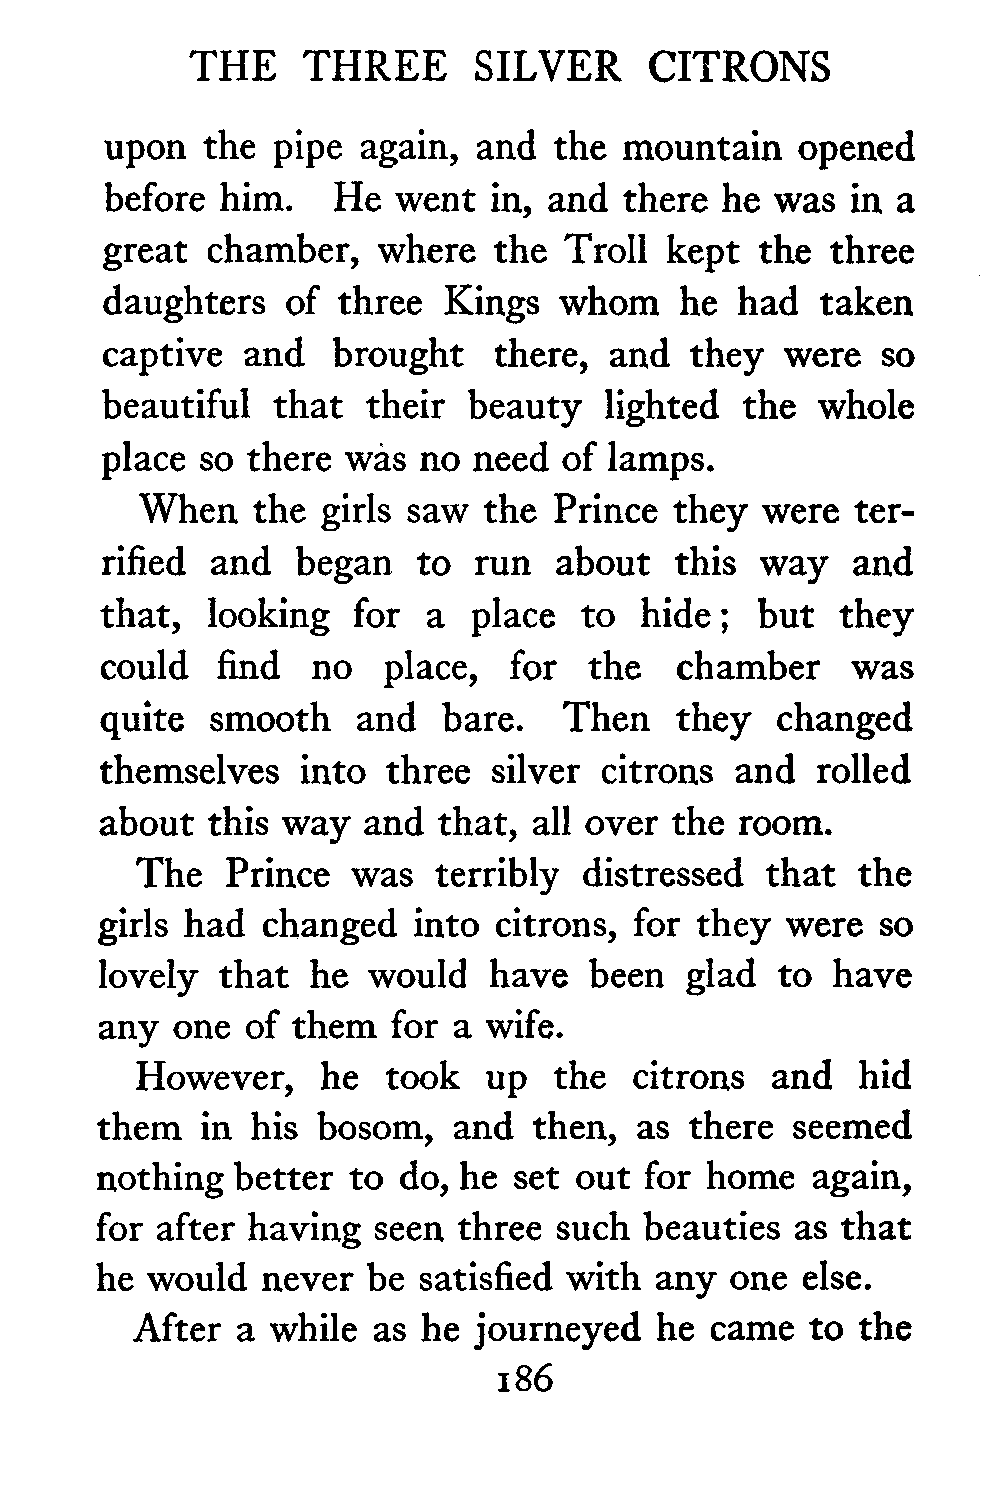 THE THREE SILVER CITRONS
upon the pipe again, and the mountain opened
before him. He went in, and there he was in a
great chamber, where the Troll kept the three
daughters of three Kings whom he had taken
captive and brought there, and they were so
beautiful that their beauty lighted the whole
place so there was no need of lamps.
When the girls saw the Prince they were ter-
rified and began to run about this way and
that, looking for a place to hide; but they
could find no place, for the chamber was
quite smooth and bare. Then they changed
themselves into three silver citrons and rolled
about this way and that, all over the room.
The Prince was terribly distressed that the
girls had changed into citrons, for they were so
lovely that he would have been glad to have
any one of them for a wife.
However, he took up the citrons and hid
them in his bosom, and then, as there seemed
nothing better to do, he set out for home again,
for after having seen three such beauties as that
he would never be satisfied with any one else.
After a while as he journeyed he came to the
186